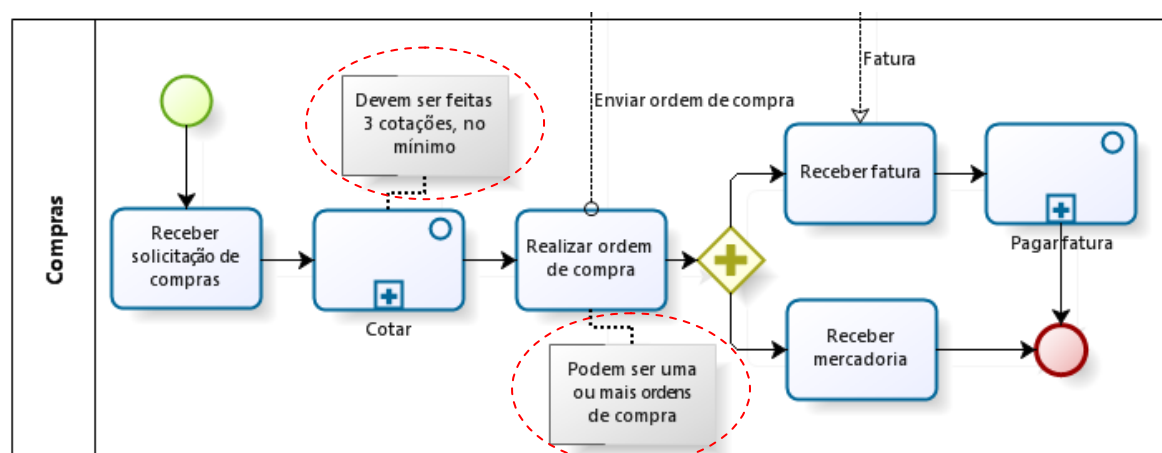 Compras
Devem ser feitas
3 cotações, no
mínimo
Enviar ordem de compra
Fatura
Receber
solicitação de
compras
Cotar
Realizar ordem
de compra
Podem ser uma
ou mais ordens
de compra
Receber fatura
Pagar fatura
Receber
mercadoria